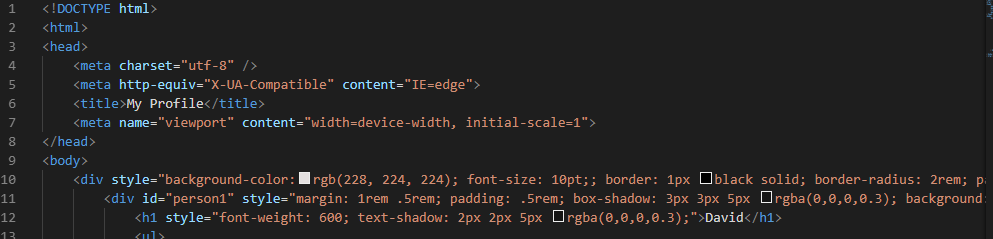 1 <!DOCTYPE html>
2 <html>
3 <head>
4 <meta charset="utf-8" />
5 <meta http-equiv="X-UA-Compatible" content="IE=edge">
6 <title>My Profile</title>
7 <meta name="viewport" content="width=device-width, initial-scale=1">
8 </head>
9 <body>
10 <div style="background-color: rgb(228, 224, 224); font-size: 10pt;; border: 1px black solid; border-radius: 2rem; pa
11 <div id="person1" style="margin: 1rem .5rem; padding: .5rem; box-shadow: 3px 3px 5px rgba(0,0,0,0.3); background:
12 <h1 style="font-weight: 600; text-shadow: 2px 2px 5px rgba(0,0,0,0.3);">David</h1>
13 <ul>